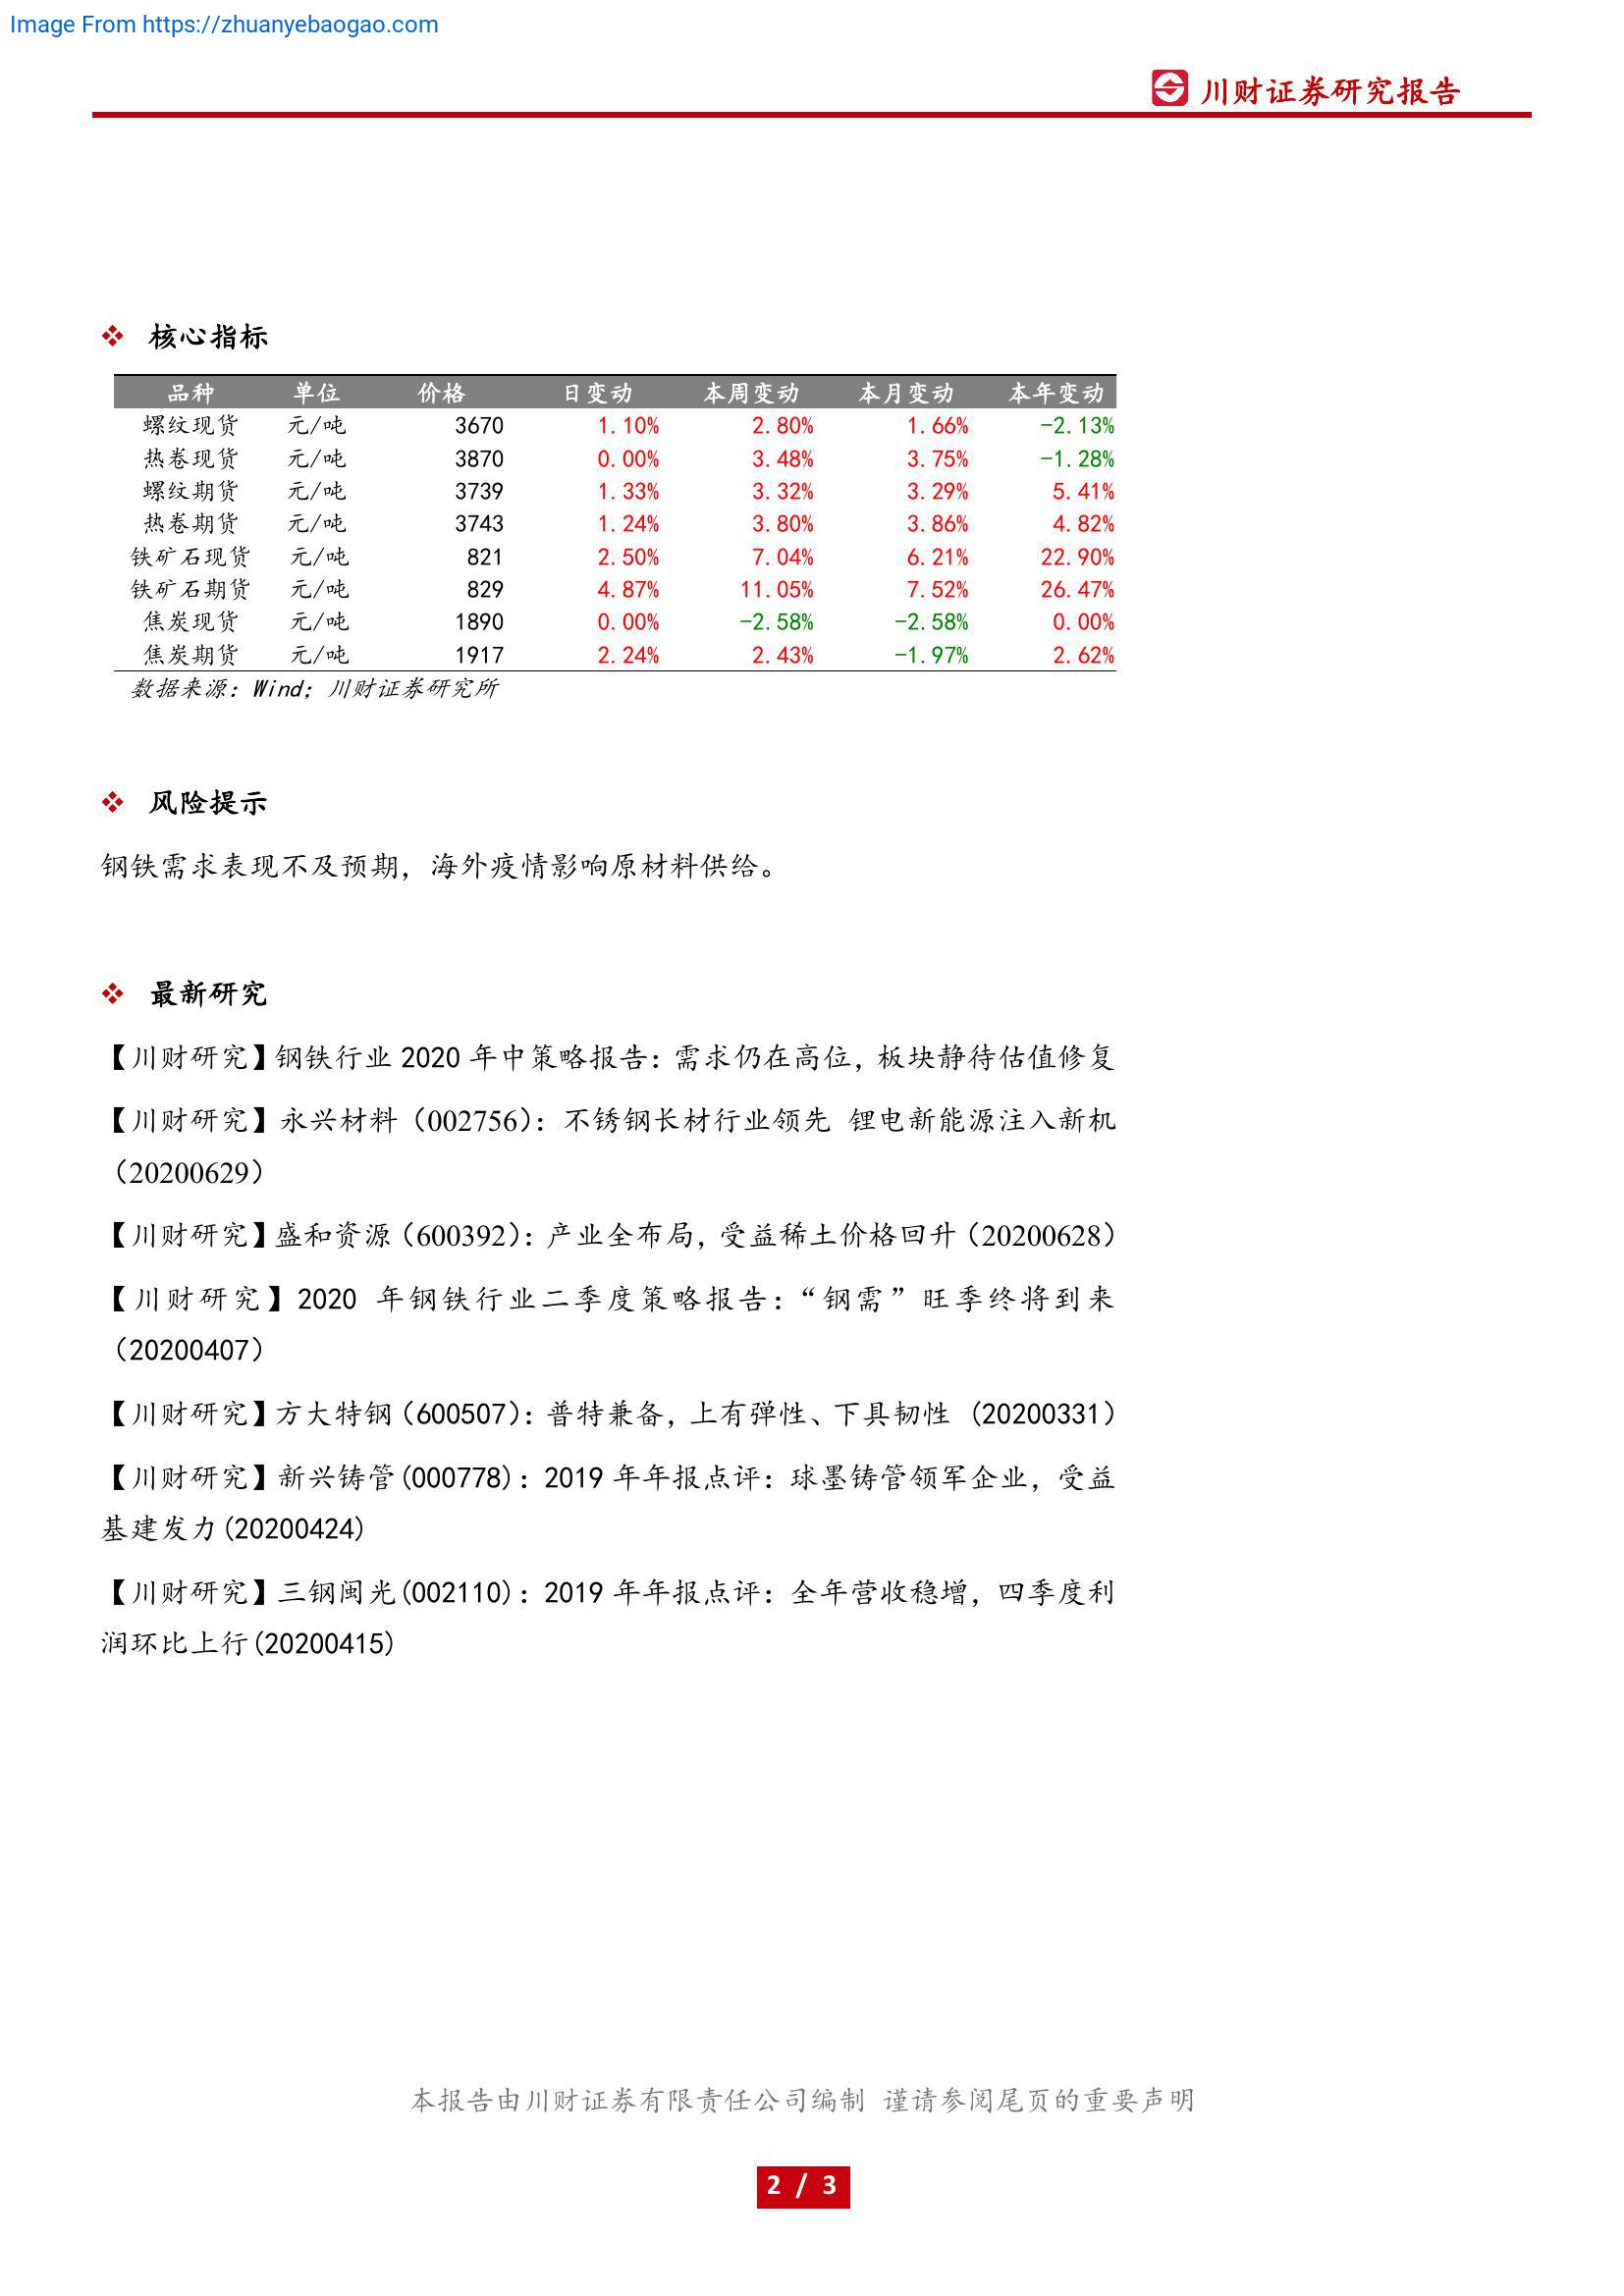 Image From https://zhuanyebaogao.com
川财证券研究报告
核心指标
品种 单位 价格 日变动 本周变动 本月变动 本年变动
螺纹现货 元/吨 3670 1.10% 2.80% 1.66% -2.13%
热卷现货 元/吨 3870 0.00% 3.48% 3.75% -1.28%
螺纹期货 元/吨 3739 1.33% 3.32% 3.29% 5.41%
热卷期货 元/吨 3743 1.24% 3.80% 3.86% 4.82%
铁矿石现货 元/吨 821 2.50% 7.04% 6.21% 22.90%
铁矿石期货 元/吨 829 4.87% 11.05% 7.52% 26.47%
焦炭现货 元/吨 1890 0.00% -2.58% -2.58% 0.00%
焦炭期货 元/吨 1917 2.24% 2.43% -1.97% 2.62%
数据来源：Wind；川财证券研究所
风险提示
钢铁需求表现不及预期，海外疫情影响原材料供给。
最新研究
【川财研究】钢铁行业 2020 年中策略报告：需求仍在高位，板块静待估值修复
【川财研究】永兴材料（002756）：不锈钢长材行业领先 锂电新能源注入新机
（20200629）
【川财研究】盛和资源（600392）：产业全布局，受益稀土价格回升（20200628）
【川财研究】2020 年钢铁行业二季度策略报告：“钢需”旺季终将到来
（20200407）
【川财研究】方大特钢（600507）：普特兼备，上有弹性、下具韧性 (20200331）
【川财研究】新兴铸管(000778)：2019 年年报点评：球墨铸管领军企业，受益
基建发力(20200424)
【川财研究】三钢闽光(002110)：2019 年年报点评：全年营收稳增，四季度利
润环比上行(20200415)
本报告由川财证券有限责任公司编制 谨请参阅尾页的重要声明
2 / 3